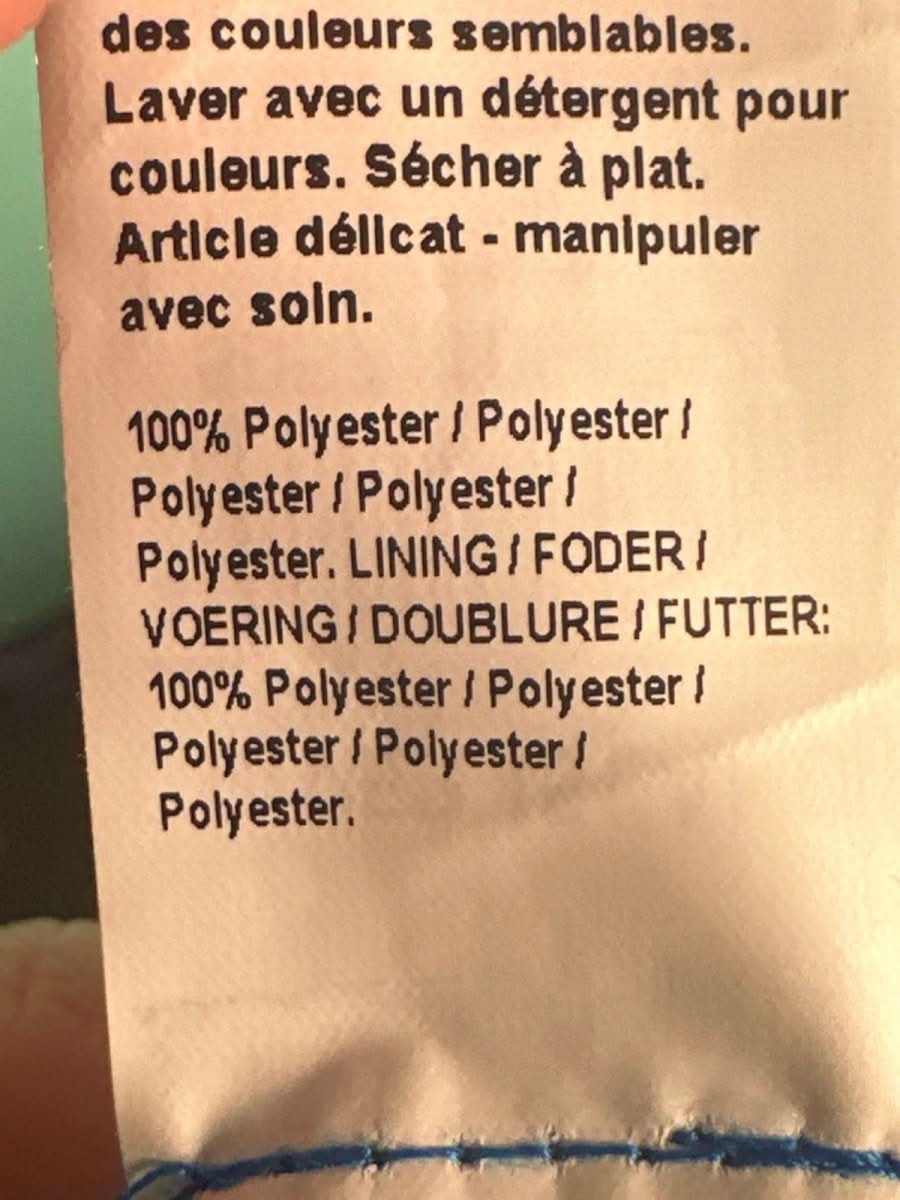 des couleurs semblables.
Laver avec un détergent pour
couleurs. Sécher à plat.
Article délicat - manipuler
avec soin.
100% Polyester / Polyester /
Polyester / Polyester /
Polyester. LINING / FODER /
VOERING / DOUBLURE / FUTTER:
100% Polyester / Polyester /
Polyester / Polyester /
Polyester.